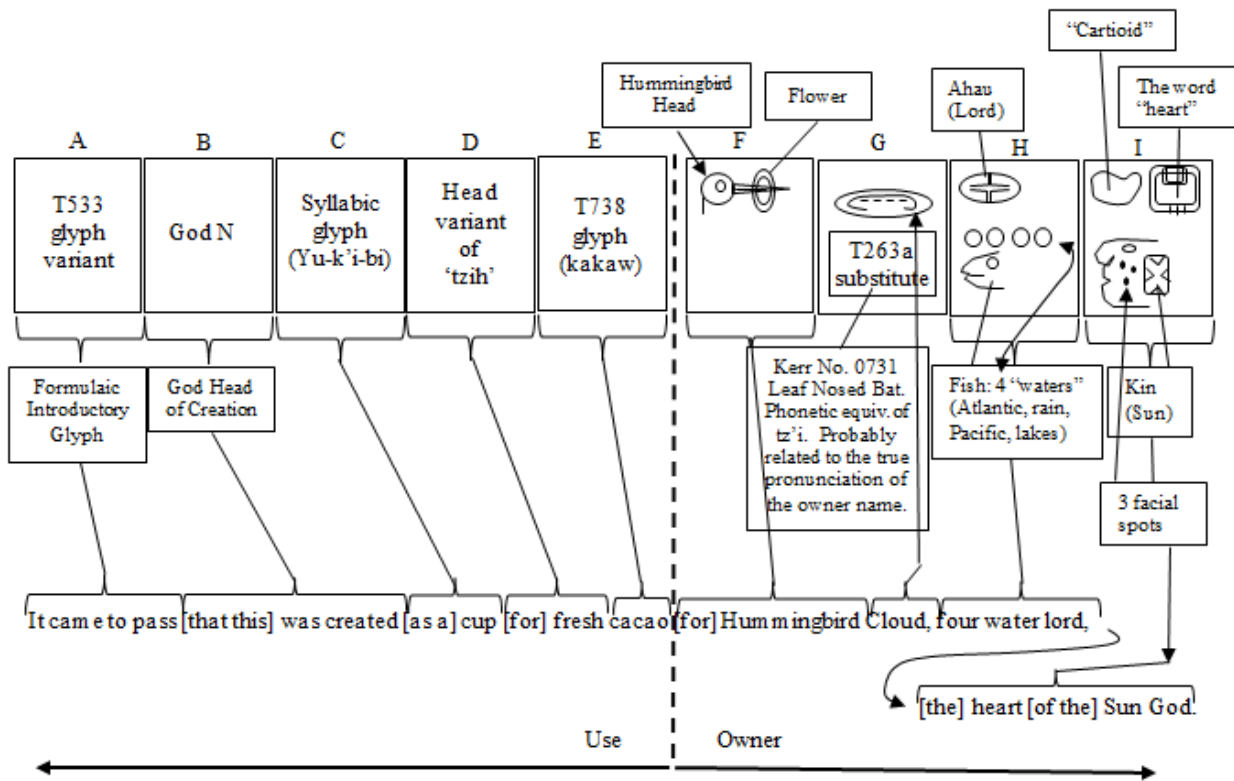 “Cartioid”
Hummingbird
Head
Flower
Ahau
(Lord)
The word
“heart”
A
B
C
D
E
F
G
H
I
T533
glyph
variant
God N
Syllabic
glyph
(Yu-k’i-bi)
Head
variant
of
‘tzih’
T738
glyph
(kakaw)
T263a
substitute
Formulaic
Introductory
Glyph
God Head
of Creation
Kerr No. 0731
Leaf Nosed Bat.
Phonetic equiv. of
tz’i. Probably
related to the true
pronunciation of
the owner name.
Fish: 4 “waters”
(Atlantic, rain,
Pacific, lakes)
Kin
(Sun)
3 facial
spots
It came to pass [that this] was created [as a] cup [for] fresh cacao [for] Hummingbird Cloud, four water lord,
[the] heart [of the] Sun God.
Use
Owner